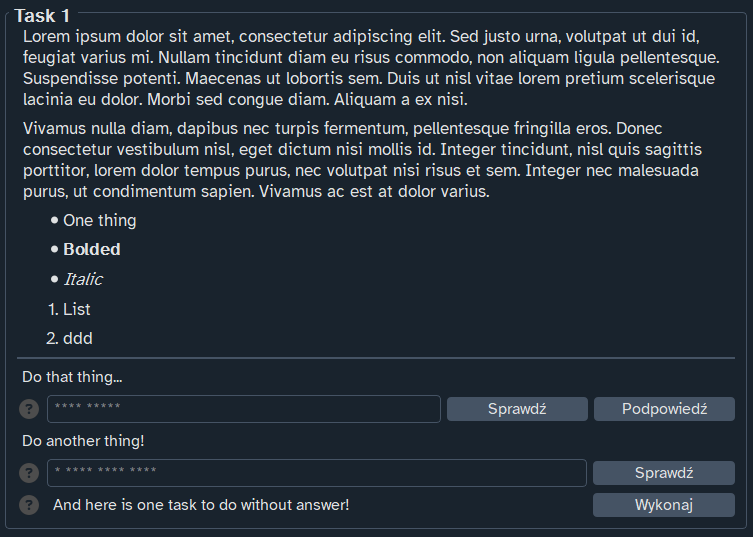 Task 1
Lorem ipsum dolor sit amet, consectetur adipiscing elit. Sed justo urna, volutpat ut dui id,
feugiat varius mi. Nullam tincidunt diam eu risus commodo, non aliquam ligula pellentesque.
Suspendisse potenti. Maecenas ut lobortis sem. Duis ut nisl vitae lorem pretium scelerisque
lacinia eu dolor. Morbi sed congue diam. Aliquam a ex nisi.
Vivamus nulla diam, dapibus nec turpis fermentum, pellentesque fringilla eros. Donec
consectetur vestibulum nisl, eget dictum nisi mollis id. Integer tincidunt, nisl quis sagittis
porttitor, lorem dolor tempus purus, nec volutpat nisi risus et sem. Integer nec malesuada
purus, ut condimentum sapien. Vivamus ac est at dolor varius.
• One thing
• Bolded
• Italic
1. List
2. ddd
Do that thing...
? **** ***** Sprawdź Podpowiedź
Do another thing!
? * **** **** **** Sprawdź
? And here is one task to do without answer! Wykonaj